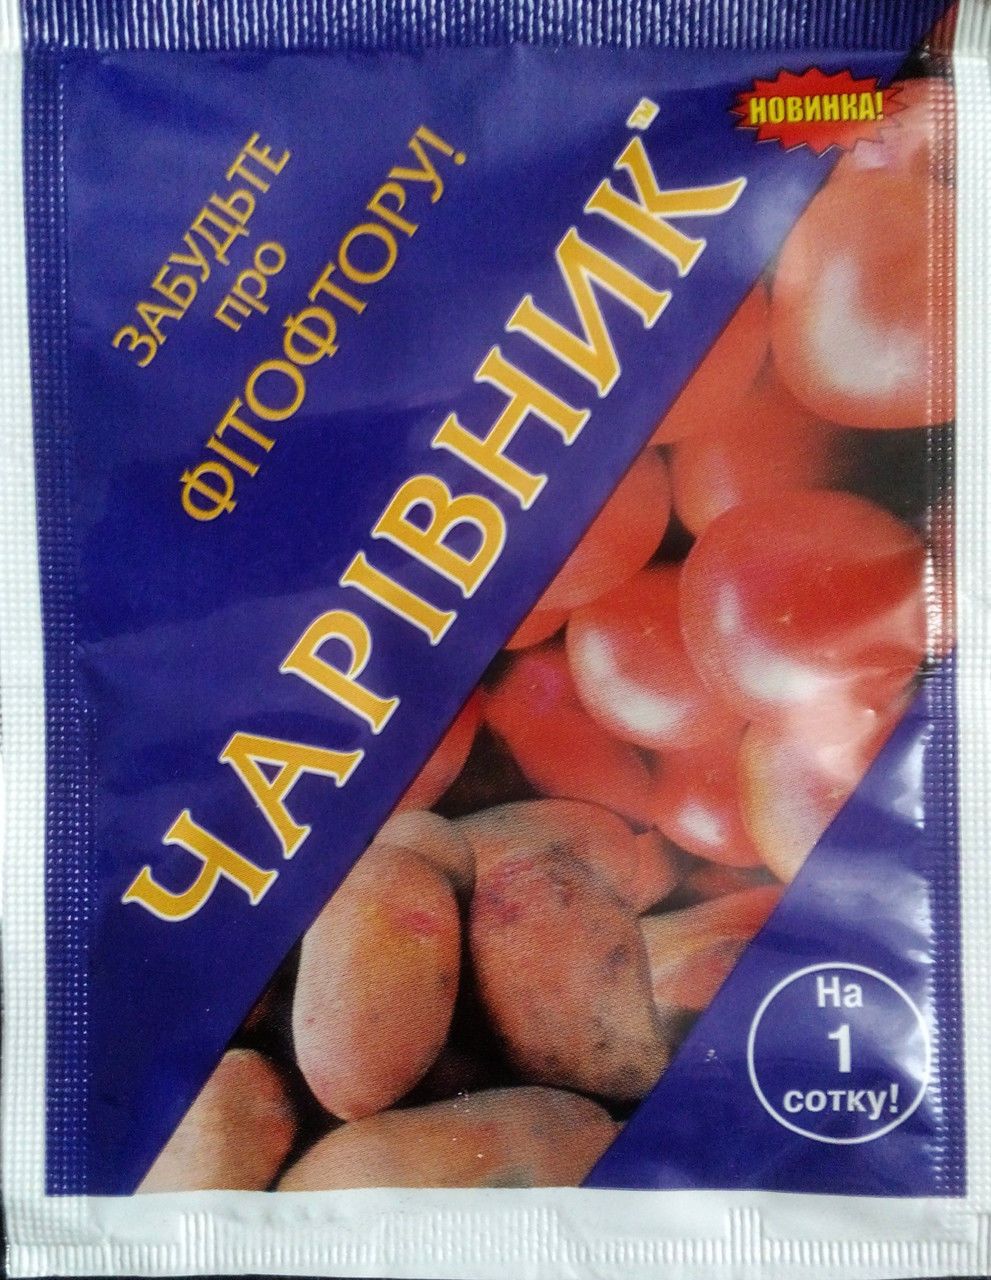 НОВИНКА!
ЗАБУДЬТЕ
про
ФІТОФТОРУ!
ЧАРІВНИК™
На
1
сотку!